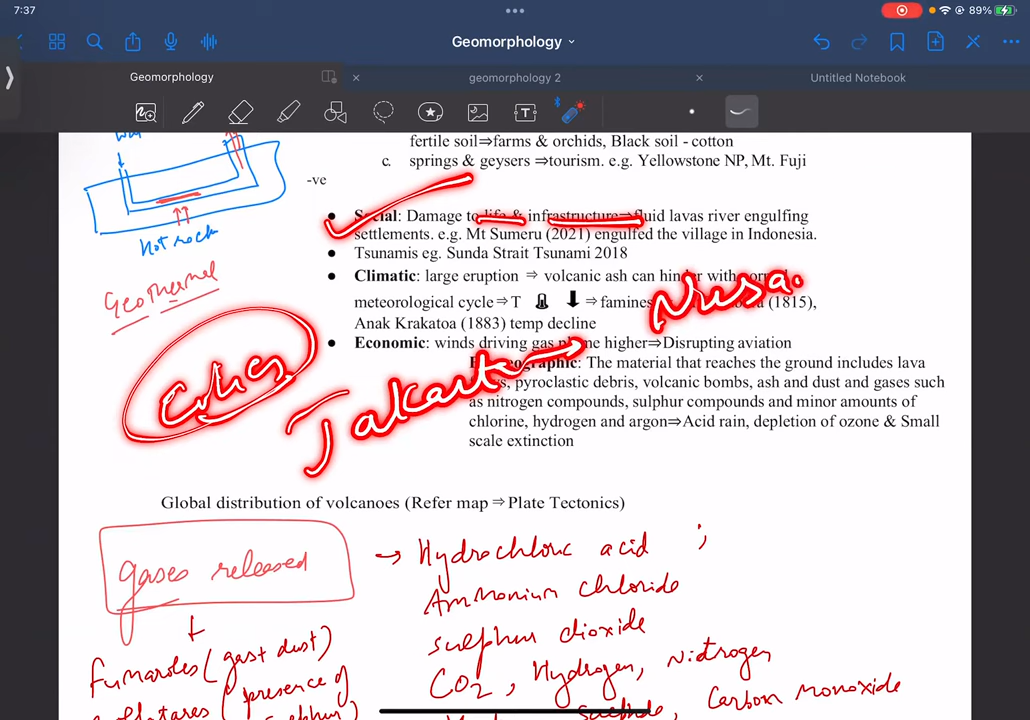 7:37
89%
Geomorphology
Geomorphology
geomorphology 2
Untitled Notebook
fertile soil⇒farms & orchids, Black soil - cotton
c. springs & geysers ⇒tourism. e.g. Yellowstone NP, Mt. Fuji
-ve
• Social: Damage to life & infrastructure⇒fluid lavas river engulfing
settlements. e.g. Mt Sumeru (2021) engulfed the village in Indonesia.
• Tsunamis eg. Sunda Strait Tsunami 2018
• Climatic: large eruption ⇒ volcanic ash can hinder with
meteorological cycle⇒T ⇒famines (1815),
Anak Krakatoa (1883) temp decline
• Economic: winds driving gas higher⇒Disrupting aviation
: The material that reaches the ground includes lava
pyroclastic debris, volcanic bombs, ash and dust and gases such
as nitrogen compounds, sulphur compounds and minor amounts of
chlorine, hydrogen and argon⇒Acid rain, depletion of ozone & Small
scale extinction
hot rock
Geothermal
Jakarta → Nusa
Global distribution of volcanoes (Refer map ⇒Plate Tectonics)
gases released
→ Hydrochloric acid ;
Ammonium chloride
Sulphur dioxide
CO2, Hydrogen, Nitrogen
Carbon monoxide
↓
fumaroles (gas+ dust)
(presence of